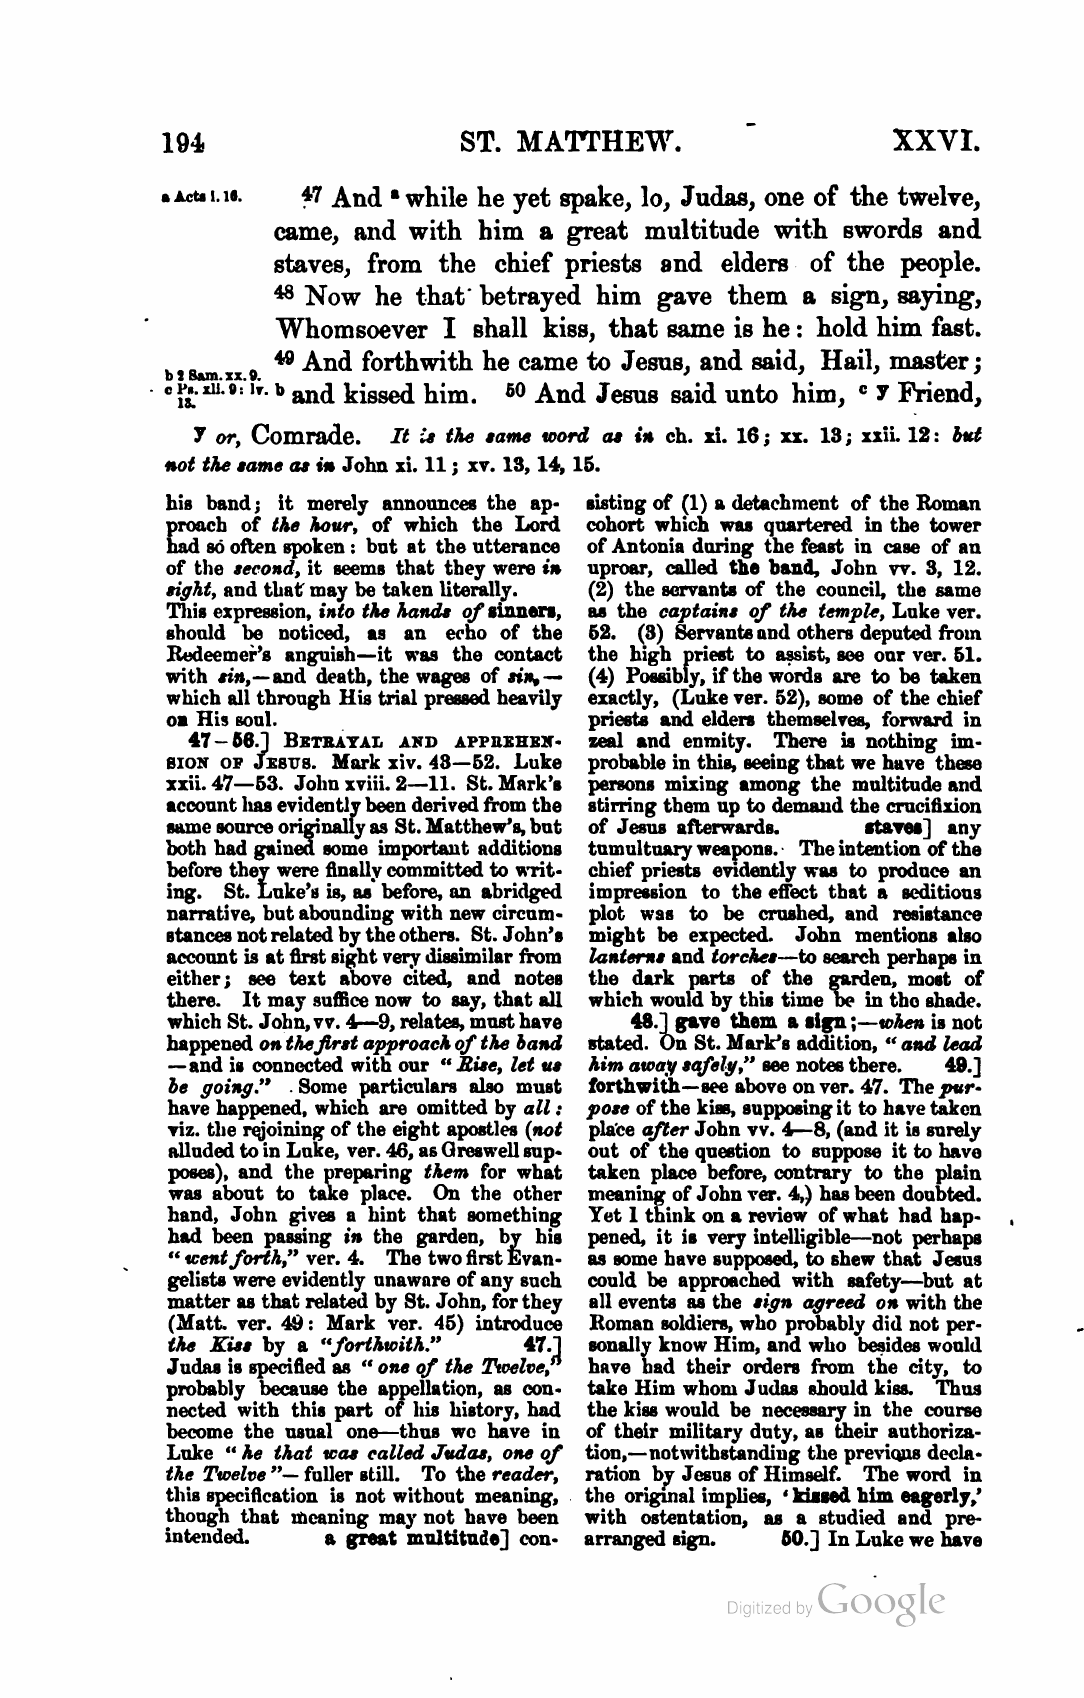 194 ST. MATTHEW. XXVI.
a Acts i. 16.
47 And a while he yet spake, lo, Judas, one of the twelve,
came, and with him a great multitude with swords and
staves, from the chief priests and elders of the people.
48 Now he that betrayed him gave them a sign, saying,
Whomsoever I shall kiss, that same is he: hold him fast.
49 And forthwith he came to Jesus, and said, Hail, master;
b 2 Sam. xx. 9.
c Ps. xli. 9: lv.
13.
b and kissed him. 50 And Jesus said unto him, c y Friend,
y or, Comrade. It is the same word as in ch. xi. 16; xx. 13; xxii. 12: but
not the same as in John xi. 11; xv. 13, 14, 15.
his band; it merely announces the ap-
proach of the hour, of which the Lord
had so often spoken: but at the utterance
of the second, it seems that they were in
sight, and that may be taken literally.
This expression, into the hands of sinners,
should be noticed, as an echo of the
Redeemer's anguish—it was the contact
with sin,—and death, the wages of sin,—
which all through His trial pressed heavily
on His soul.
47–56.] BETRAYAL AND APPREHEN-
SION OF JESUS. Mark xiv. 43—52. Luke
xxii. 47—53. John xviii. 2—11. St. Mark's
account has evidently been derived from the
same source originally as St. Matthew's, but
both had gained some important additions
before they were finally committed to writ-
ing. St. Luke's is, as before, an abridged
narrative, but abounding with new circum-
stances not related by the others. St. John's
account is at first sight very dissimilar from
either; see text above cited, and notes
there. It may suffice now to say, that all
which St. John, vv. 4—9, relates, must have
happened on the first approach of the band
—and is connected with our "Rise, let us
be going." Some particulars also must
have happened, which are omitted by all:
viz. the rejoining of the eight apostles (not
alluded to in Luke, ver. 46, as Greswell sup-
poses), and the preparing them for what
was about to take place. On the other
hand, John gives a hint that something
had been passing in the garden, by his
"went forth," ver. 4. The two first Evan-
gelists were evidently unaware of any such
matter as that related by St. John, for they
(Matt. ver. 49: Mark ver. 45) introduce
the Kiss by a "forthwith." 47.]
Judas is specified as "one of the Twelve,"
probably because the appellation, as con-
nected with this part of his history, had
become the usual one—thus we have in
Luke "he that was called Judas, one of
the Twelve"—fuller still. To the reader,
this specification is not without meaning,
though that meaning may not have been
intended. a great multitude] con-
sisting of (1) a detachment of the Roman
cohort which was quartered in the tower
of Antonia during the feast in case of an
uproar, called the band, John vv. 3, 12.
(2) the servants of the council, the same
as the captains of the temple, Luke ver.
52. (3) Servants and others deputed from
the high priest to assist, see our ver. 51.
(4) Possibly, if the words are to be taken
exactly, (Luke ver. 52), some of the chief
priests and elders themselves, forward in
zeal and enmity. There is nothing im-
probable in this, seeing that we have these
persons mixing among the multitude and
stirring them up to demand the crucifixion
of Jesus afterwards. staves] any
tumultuary weapons. The intention of the
chief priests evidently was to produce an
impression to the effect that a seditious
plot was to be crushed, and resistance
might be expected. John mentions also
lanterns and torches—to search perhaps in
the dark parts of the garden, most of
which would by this time be in the shade.
48.] gave them a sign;—when is not
stated. On St. Mark's addition, "and lead
him away safely," see notes there. 49.]
forthwith—see above on ver. 47. The pur-
pose of the kiss, supposing it to have taken
place after John vv. 4—8, (and it is surely
out of the question to suppose it to have
taken place before, contrary to the plain
meaning of John ver. 4,) has been doubted.
Yet I think on a review of what had hap-
pened, it is very intelligible—not perhaps
as some have supposed, to shew that Jesus
could be approached with safety—but at
all events as the sign agreed on with the
Roman soldiers, who probably did not per-
sonally know Him, and who besides would
have had their orders from the city, to
take Him whom Judas should kiss. Thus
the kiss would be necessary in the course
of their military duty, as their authoriza-
tion,—notwithstanding the previous decla-
ration by Jesus of Himself. The word in
the original implies, 'kissed him eagerly,'
with ostentation, as a studied and pre-
arranged sign. 50.] In Luke we have
Digitized by Google